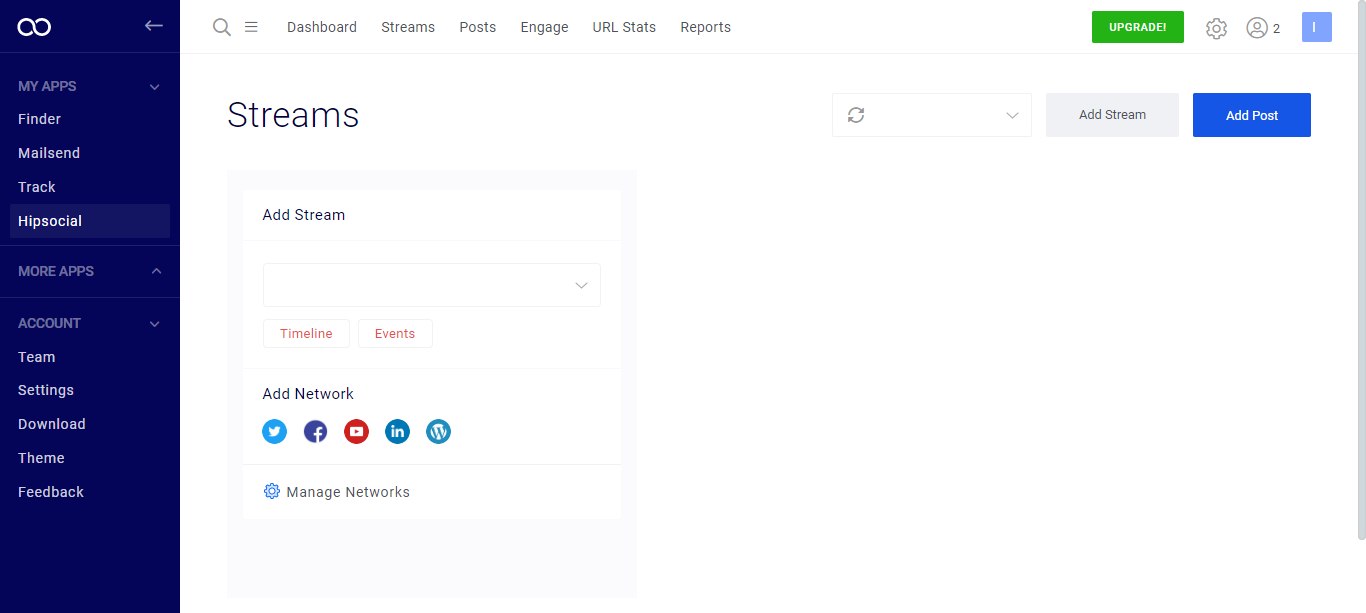 Dashboard Streams Posts Engage URL Stats Reports UPGRADE! 2 I
MY APPS
Finder
Mailsend
Track
Hipsocial
MORE APPS
ACCOUNT
Team
Settings
Download
Theme
Feedback
Streams
Add Stream Add Post
Add Stream
Timeline Events
Add Network
Manage Networks